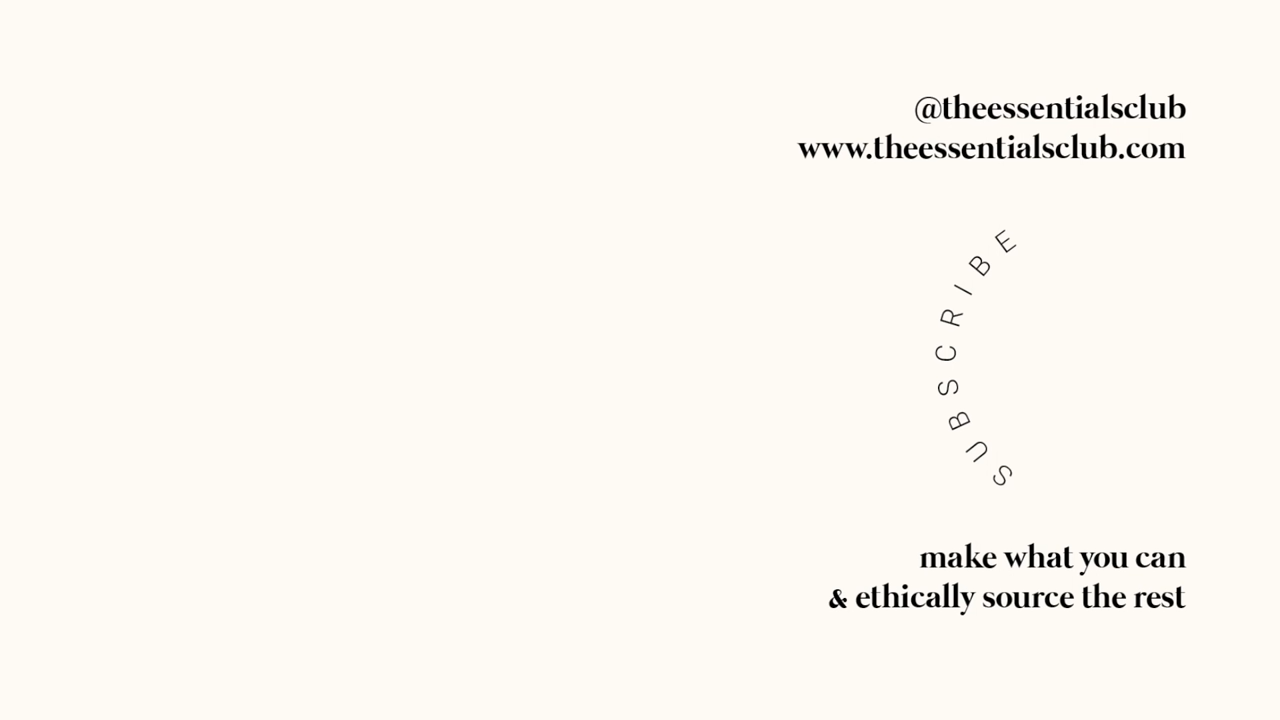 @theessentialsclub
www.theessentialsclub.com
SUBSCRIBE
make what you can
& ethically source the rest